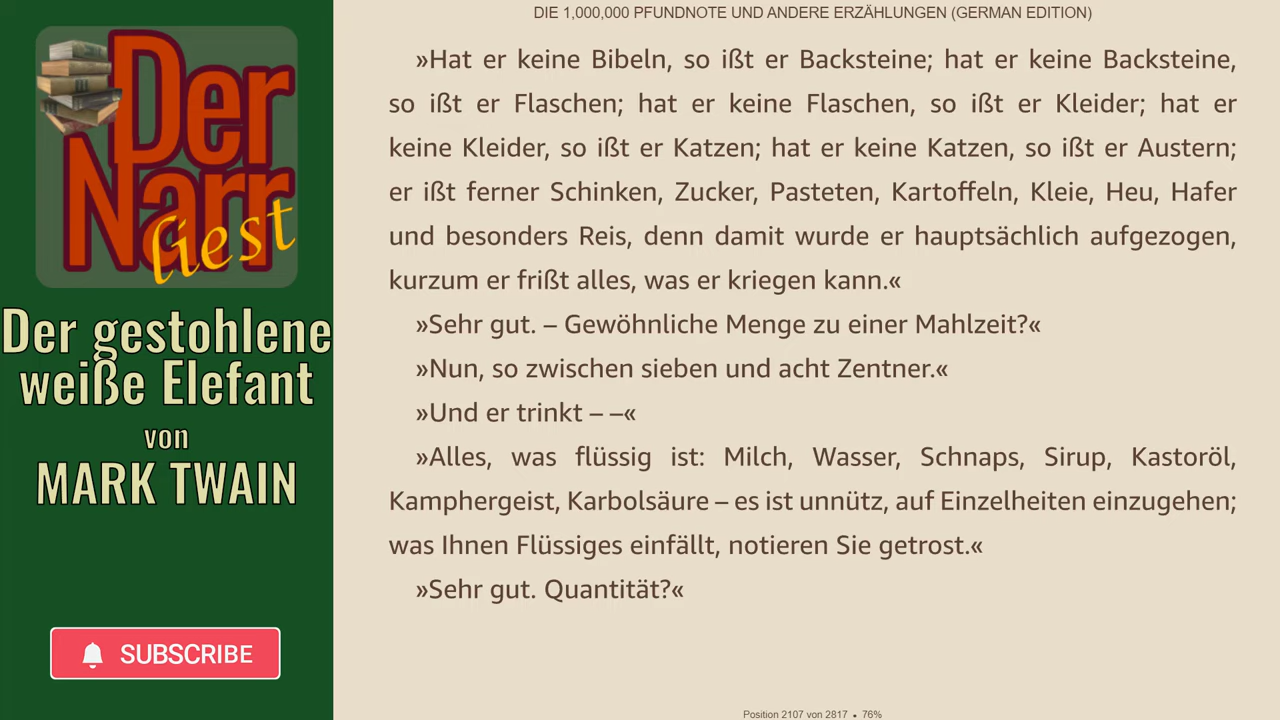 Der
Narr
liest
Der gestohlene
weiße Elefant
von
MARK TWAIN
SUBSCRIBE
DIE 1,000,000 PFUNDNOTE UND ANDERE ERZÄHLUNGEN (GERMAN EDITION)
»Hat er keine Bibeln, so ißt er Backsteine; hat er keine Backsteine,
so ißt er Flaschen; hat er keine Flaschen, so ißt er Kleider; hat er
keine Kleider, so ißt er Katzen; hat er keine Katzen, so ißt er Austern;
er ißt ferner Schinken, Zucker, Pasteten, Kartoffeln, Kleie, Heu, Hafer
und besonders Reis, denn damit wurde er hauptsächlich aufgezogen,
kurzum er frißt alles, was er kriegen kann.«
»Sehr gut. – Gewöhnliche Menge zu einer Mahlzeit?«
»Nun, so zwischen sieben und acht Zentner.«
»Und er trinkt – –«
»Alles, was flüssig ist: Milch, Wasser, Schnaps, Sirup, Kastoröl,
Kamphergeist, Karbolsäure – es ist unnütz, auf Einzelheiten einzugehen;
was Ihnen Flüssiges einfällt, notieren Sie getrost.«
»Sehr gut. Quantität?«
Position 2107 von 2817 • 76%